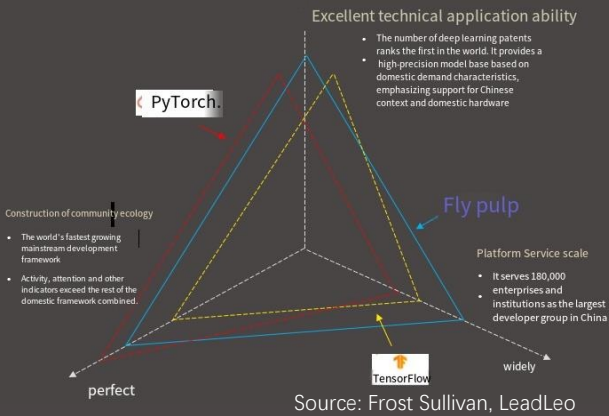 Excellent technical application ability
• The number of deep learning patents
ranks the first in the world. It provides a
• high-precision model base based on
domestic demand characteristics,
emphasizing support for Chinese
context and domestic hardware
PyTorch.
Fly pulp
Construction of community ecology
• The world's fastest growing
mainstream development
framework
• Activity, attention and other
indicators exceed the rest of the
domestic framework combined.
Platform Service scale
• It serves 180,000
• enterprises and
institutions as the largest
developer group in China
TensorFlow
widely
perfect
Source: Frost Sullivan, LeadLeo